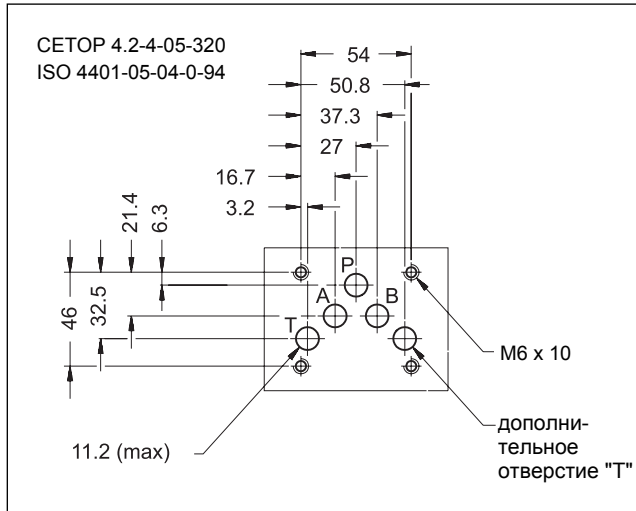 СЕТОР 4.2-4-05-320
ISO 4401-05-04-0-94
54
50.8
37.3
27
16.7
3.2
21.4
6.3
46
32.5
P
A
B
T
M6 x 10
11.2 (max)
дополни-
тельное
отверстие "T"